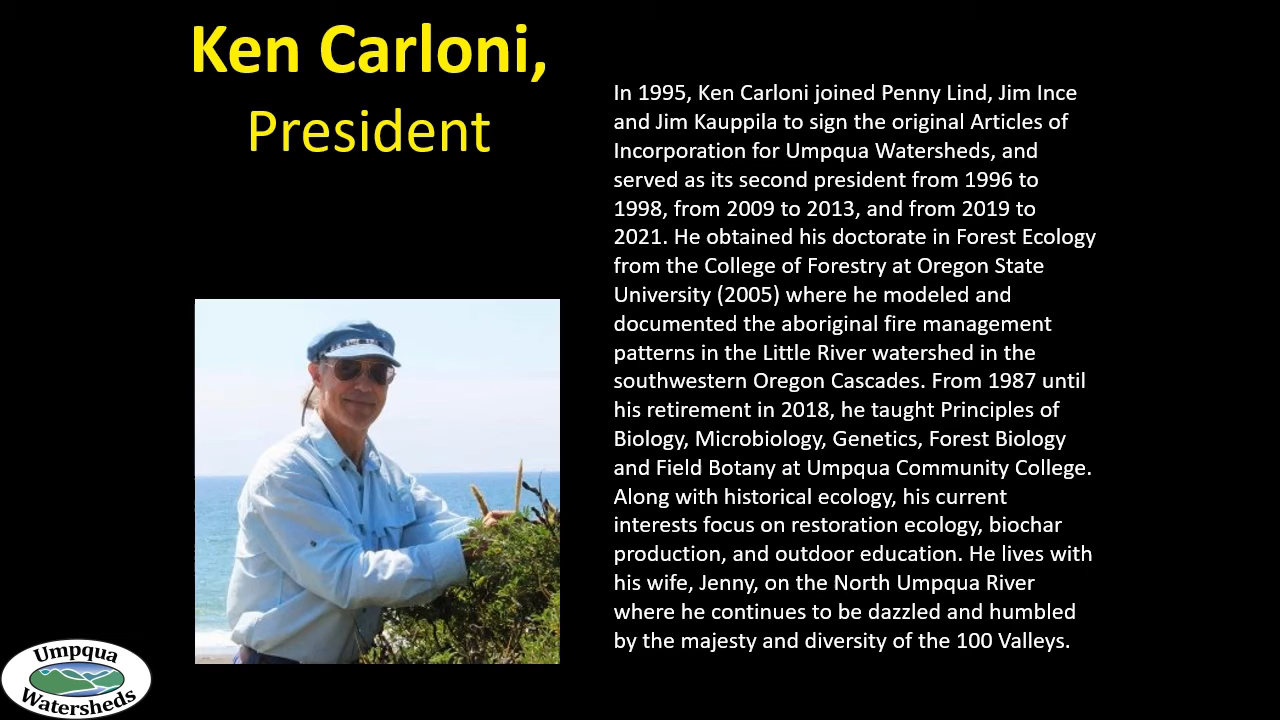 Ken Carloni,
President
In 1995, Ken Carloni joined Penny Lind, Jim Ince
and Jim Kauppila to sign the original Articles of
Incorporation for Umpqua Watersheds, and
served as its second president from 1996 to
1998, from 2009 to 2013, and from 2019 to
2021. He obtained his doctorate in Forest Ecology
from the College of Forestry at Oregon State
University (2005) where he modeled and
documented the aboriginal fire management
patterns in the Little River watershed in the
southwestern Oregon Cascades. From 1987 until
his retirement in 2018, he taught Principles of
Biology, Microbiology, Genetics, Forest Biology
and Field Botany at Umpqua Community College.
Along with historical ecology, his current
interests focus on restoration ecology, biochar
production, and outdoor education. He lives with
his wife, Jenny, on the North Umpqua River
where he continues to be dazzled and humbled
by the majesty and diversity of the 100 Valleys.
Umpqua
Watersheds